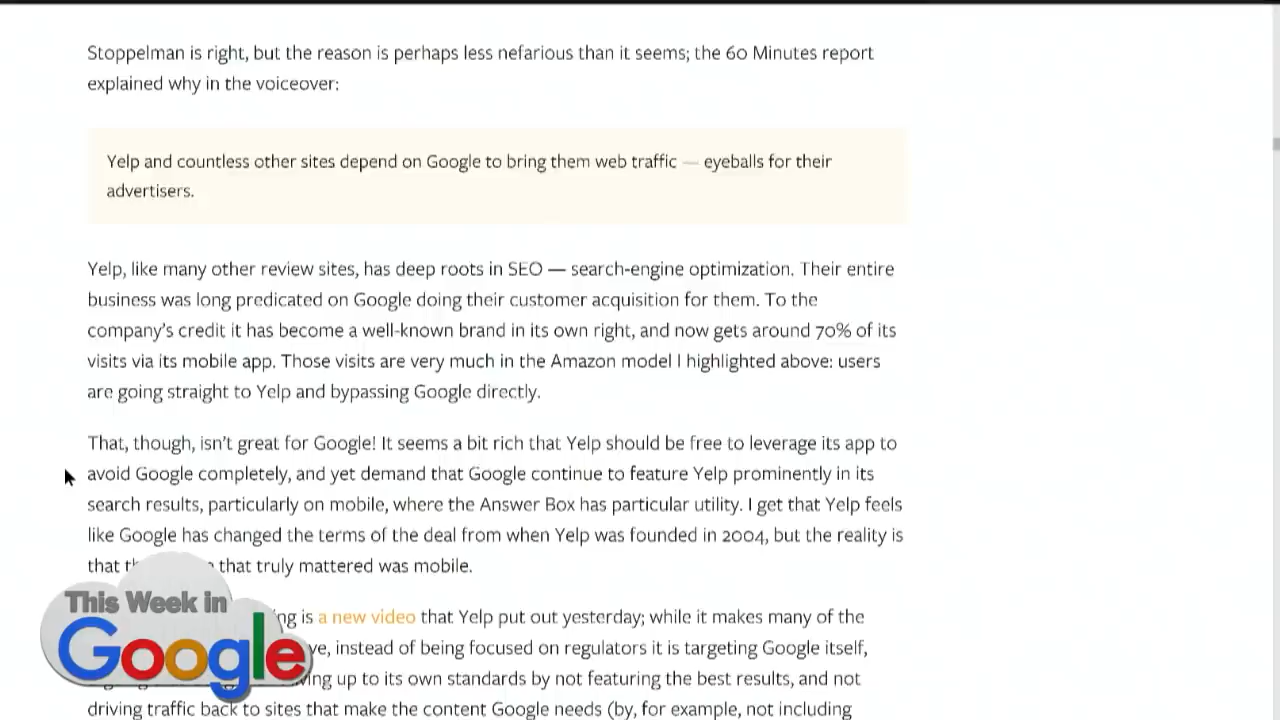 Stoppelman is right, but the reason is perhaps less nefarious than it seems; the 60 Minutes report
explained why in the voiceover:
Yelp and countless other sites depend on Google to bring them web traffic — eyeballs for their
advertisers.
Yelp, like many other review sites, has deep roots in SEO — search-engine optimization. Their entire
business was long predicated on Google doing their customer acquisition for them. To the
company's credit it has become a well-known brand in its own right, and now gets around 70% of its
visits via its mobile app. Those visits are very much in the Amazon model I highlighted above: users
are going straight to Yelp and bypassing Google directly.
That, though, isn't great for Google! It seems a bit rich that Yelp should be free to leverage its app to
avoid Google completely, and yet demand that Google continue to feature Yelp prominently in its
search results, particularly on mobile, where the Answer Box has particular utility. I get that Yelp feels
like Google has changed the terms of the deal from when Yelp was founded in 2004, but the reality is
that that truly mattered was mobile.
is a new video that Yelp put out yesterday; while it makes many of the
instead of being focused on regulators it is targeting Google itself,
up to its own standards by not featuring the best results, and not
driving traffic back to sites that make the content Google needs (by, for example, not including
This Week in
Google